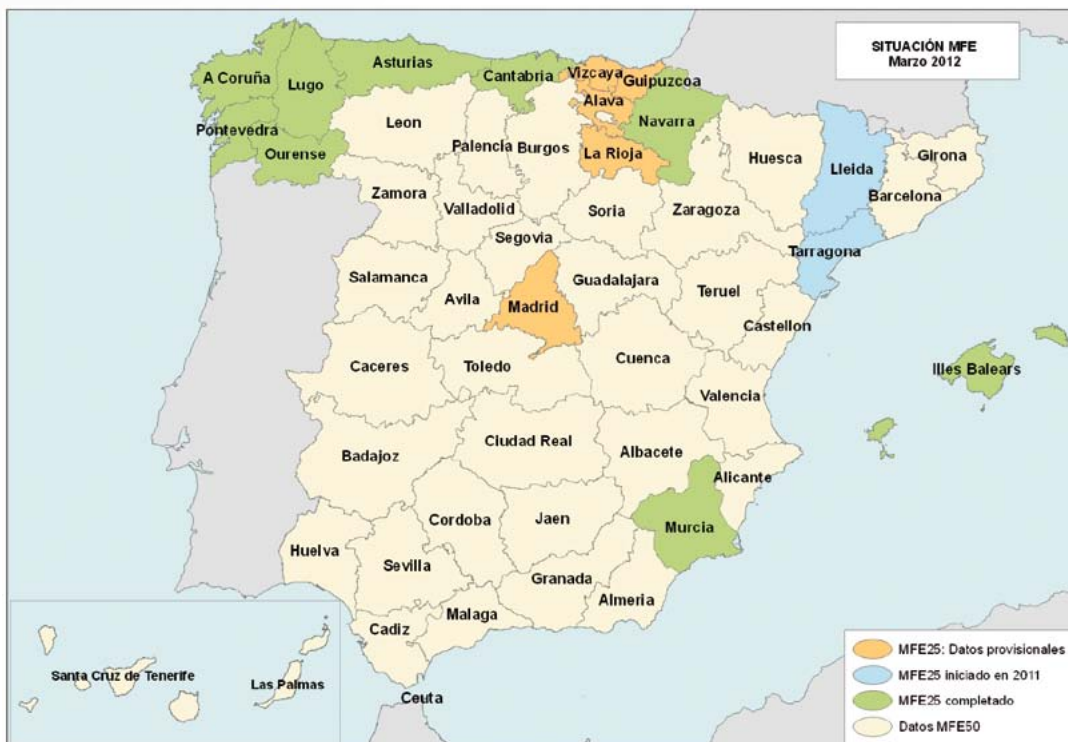 SITUACIÓN MFE
Marzo 2012
A Coruña
Lugo
Asturias
Cantabria
Vizcaya
Guipuzcoa
Alava
Navarra
Pontevedra
Ourense
Leon
Palencia
Burgos
La Rioja
Huesca
Lleida
Girona
Barcelona
Zamora
Valladolid
Soria
Zaragoza
Segovia
Tarragona
Salamanca
Avila
Madrid
Guadalajara
Teruel
Castellon
Caceres
Toledo
Cuenca
Illes Balears
Valencia
Badajoz
Ciudad Real
Albacete
Alicante
Cordoba
Jaen
Murcia
Huelva
Sevilla
Granada
Almeria
Malaga
Cadiz
Santa Cruz de Tenerife
Las Palmas
Ceuta
MFE25: Datos provisionales
MFE25 iniciado en 2011
MFE25 completado
Datos MFE50